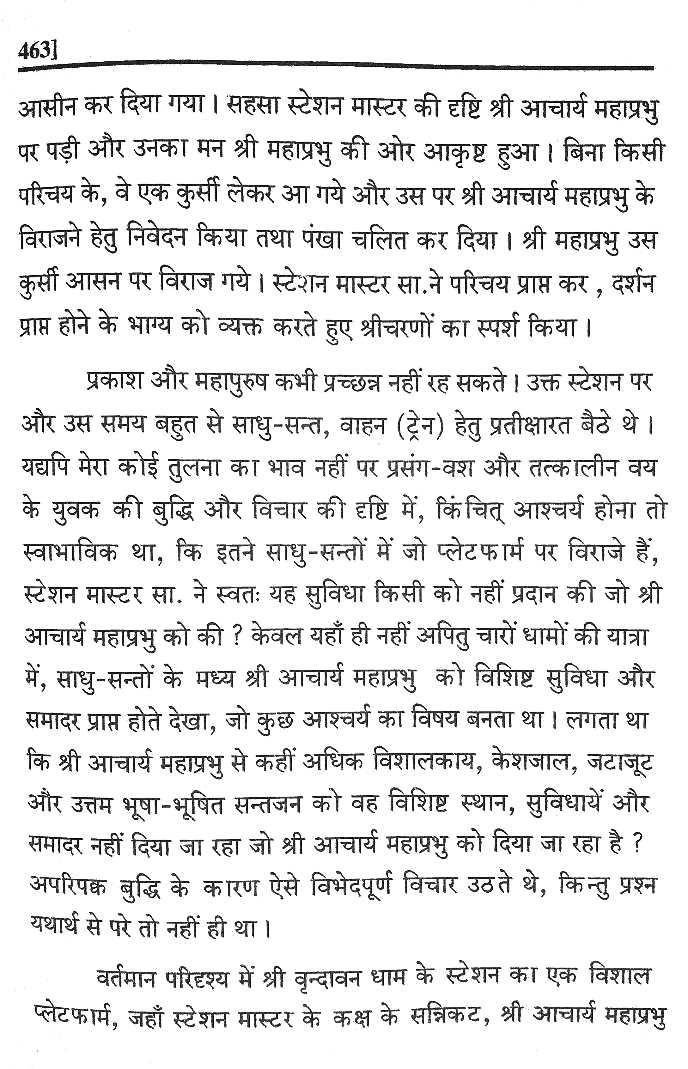 463]
आसीन कर दिया गया। सहसा स्टेशन मास्टर की दृष्टि श्री आचार्य महाप्रभु
पर पड़ी और उनका मन श्री महाप्रभु की ओर आकृष्ट हुआ। बिना किसी
परिचय के, वे एक कुर्सी लेकर आ गये और उस पर श्री आचार्य महाप्रभु के
विराजने हेतु निवेदन किया तथा पंखा चलित कर दिया। श्री महाप्रभु उस
कुर्सी आसन पर विराज गये। स्टेशन मास्टर सा.ने परिचय प्राप्त कर , दर्शन
प्राप्त होने के भाग्य को व्यक्त करते हुए श्रीचरणों का स्पर्श किया।
प्रकाश और महापुरुष कभी प्रच्छन्न नहीं रह सकते। उक्त स्टेशन पर
और उस समय बहुत से साधु-सन्त, वाहन (ट्रेन) हेतु प्रतीक्षारत बैठे थे।
यद्यपि मेरा कोई तुलना का भाव नहीं पर प्रसंग-वश और तत्कालीन वय
के युवक की बुद्धि और विचार की दृष्टि में, किंचित् आश्चर्य होना तो
स्वाभाविक था, कि इतने साधु-सन्तों में जो प्लेटफार्म पर विराजे हैं,
स्टेशन मास्टर सा. ने स्वतः यह सुविधा किसी को नहीं प्रदान की जो श्री
आचार्य महाप्रभु को की ? केवल यहाँ ही नहीं अपितु चारों धामों की यात्रा
में, साधु-सन्तों के मध्य श्री आचार्य महाप्रभु को विशिष्ट सुविधा और
समादर प्राप्त होते देखा, जो कुछ आश्चर्य का विषय बनता था। लगता था
कि श्री आचार्य महाप्रभु से कहीं अधिक विशालकाय, केशजाल, जटाजूट
और उत्तम भूषा-भूषित सन्तजन को वह विशिष्ट स्थान, सुविधायें और
समादर नहीं दिया जा रहा जो श्री आचार्य महाप्रभु को दिया जा रहा है ?
अपरिपक्व बुद्धि के कारण ऐसे विभेदपूर्ण विचार उठते थे, किन्तु प्रश्न
यथार्थ से परे तो नहीं ही था।
वर्तमान परिदृश्य में श्री वृन्दावन धाम के स्टेशन का एक विशाल
प्लेटफार्म, जहाँ स्टेशन मास्टर के कक्ष के सन्निकट, श्री आचार्य महाप्रभु